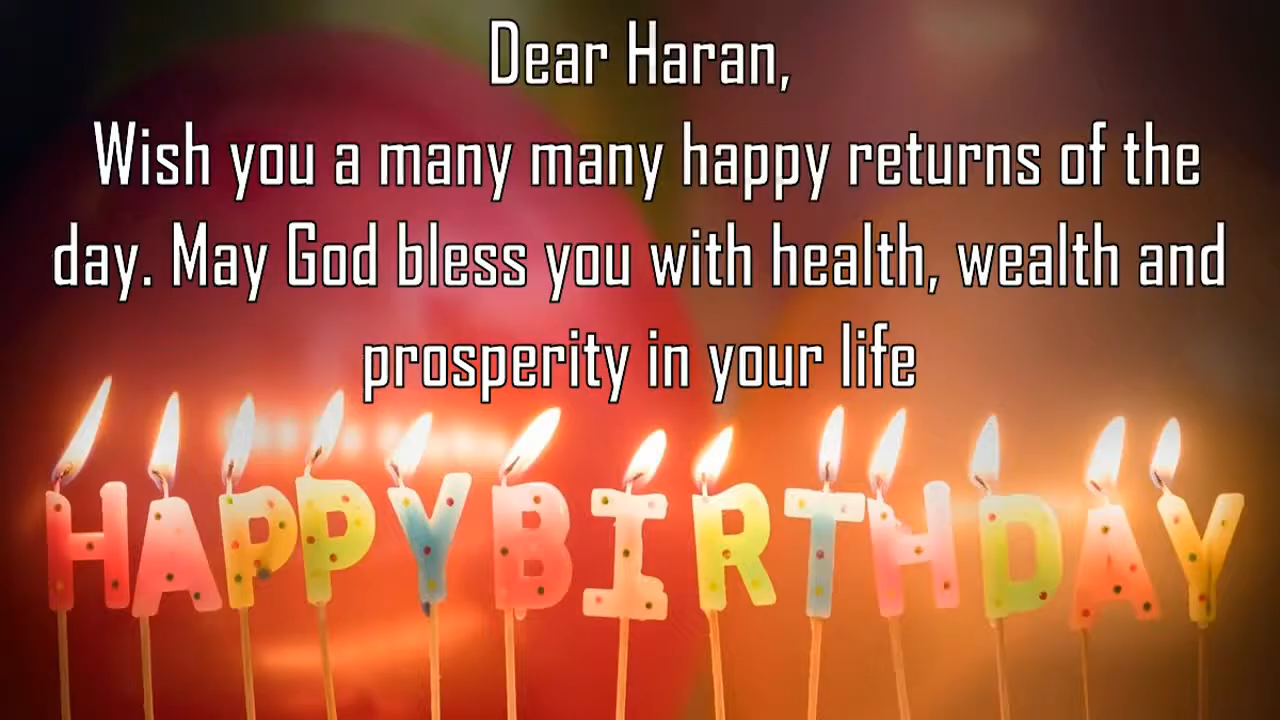 Dear Haran,
Wish you a many many happy returns of the
day. May God bless you with health, wealth and
prosperity in your life
HAPPY BIRTHDAY